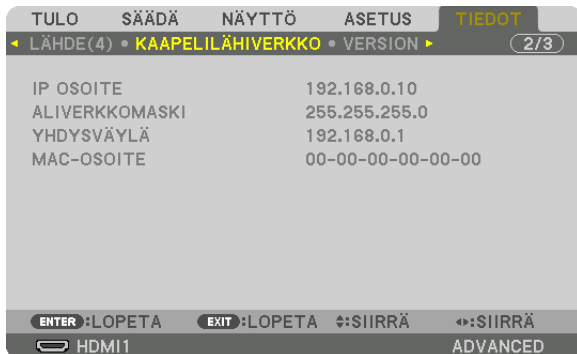 TULO SÄÄDÄ NÄYTTÖ ASETUS TIEDOT
LÄHDE(4) • KAAPELILÄHIVERKKO • VERSION 2/3
IP OSOITE 192.168.0.10
ALIVERKKOMASKI 255.255.255.0
YHDYSVÄYLÄ 192.168.0.1
MAC-OSOITE 00-00-00-00-00-00
ENTER :LOPETA EXIT :LOPETA :SIIRRÄ :SIIRRÄ
HDMI1 ADVANCED